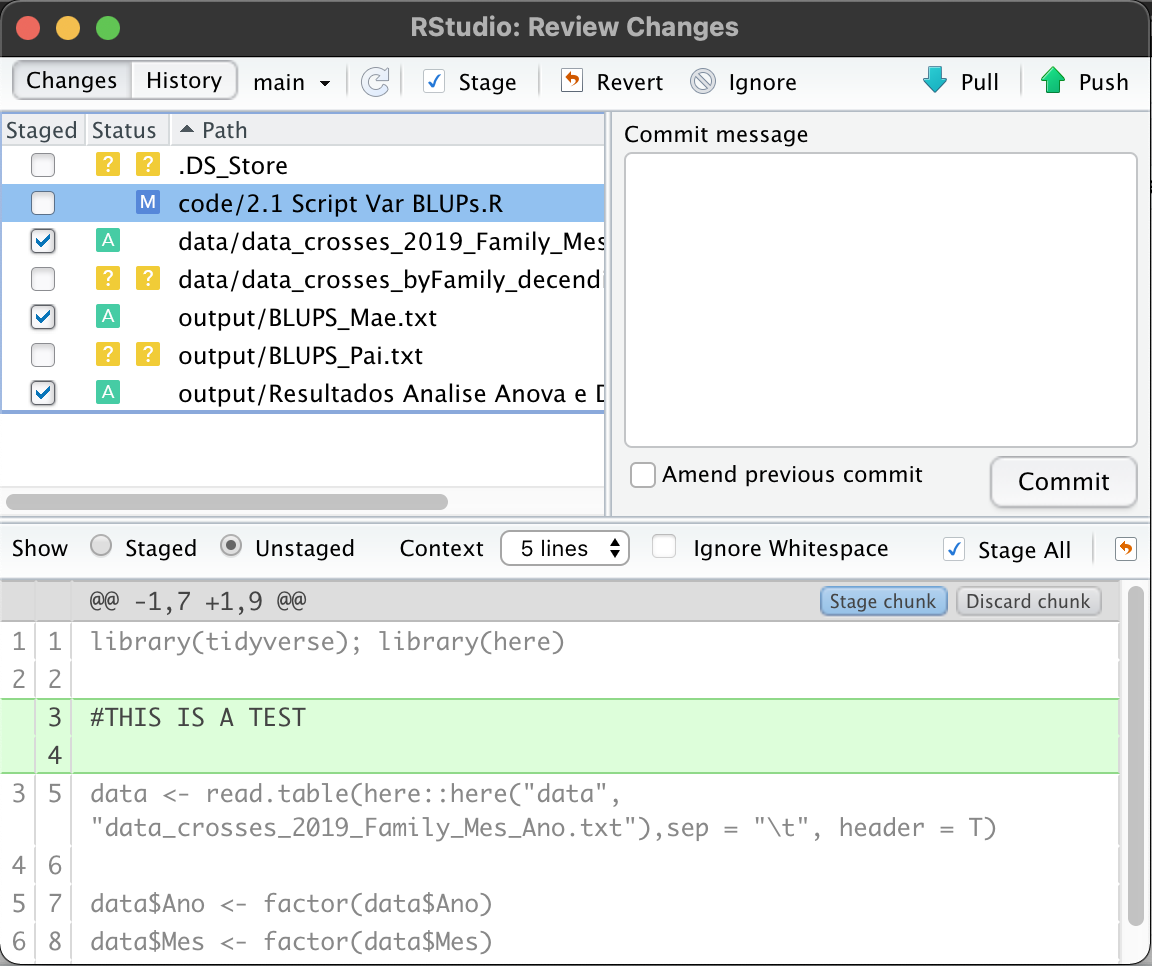 RStudio: Review Changes
Changes History main Stage Revert Ignore Pull Push
Staged Status Path
? ? .DS_Store
M code/2.1 Script Var BLUPs.R
A data/data_crosses_2019_Family_Mes
? ? data/data_crosses_byFamily_decendi
A output/BLUPS_Mae.txt
? ? output/BLUPS_Pai.txt
A output/Resultados Analise Anova e D
Commit message
Amend previous commit Commit
Show Staged Unstaged Context 5 lines Ignore Whitespace Stage All
@@ -1,7 +1,9 @@ Stage chunk Discard chunk
1 1 library(tidyverse); library(here)
2 2
3 #THIS IS A TEST
4
3 5 data <- read.table(here::here("data",
"data_crosses_2019_Family_Mes_Ano.txt"),sep = "\t", header = T)
4 6
5 7 data$Ano <- factor(data$Ano)
6 8 data$Mes <- factor(data$Mes)